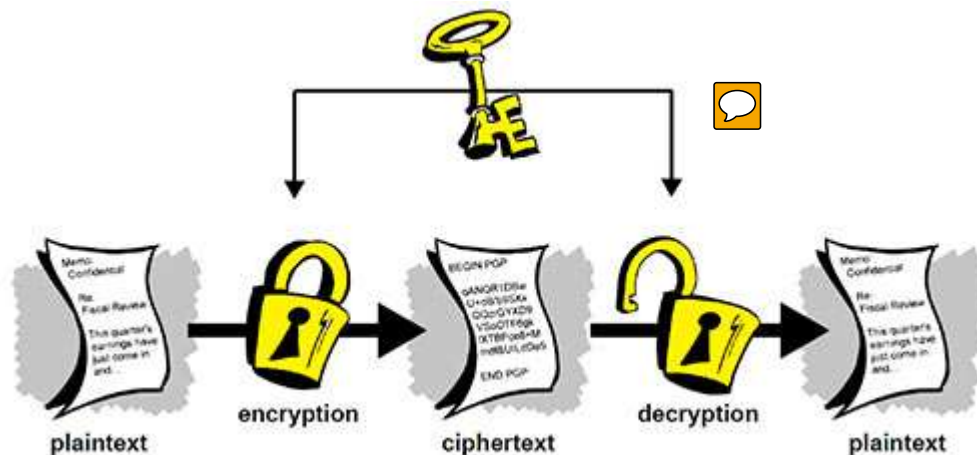 Memo:
Confidential
Re:
Fiscal Review
This quarter's
earnings have
just come in
and...
encryption
plaintext
BEGIN PGP
END PGP
ciphertext
decryption
Memo:
Confidential
Re:
Fiscal Review
This quarter's
earnings have
just come in
and...
plaintext